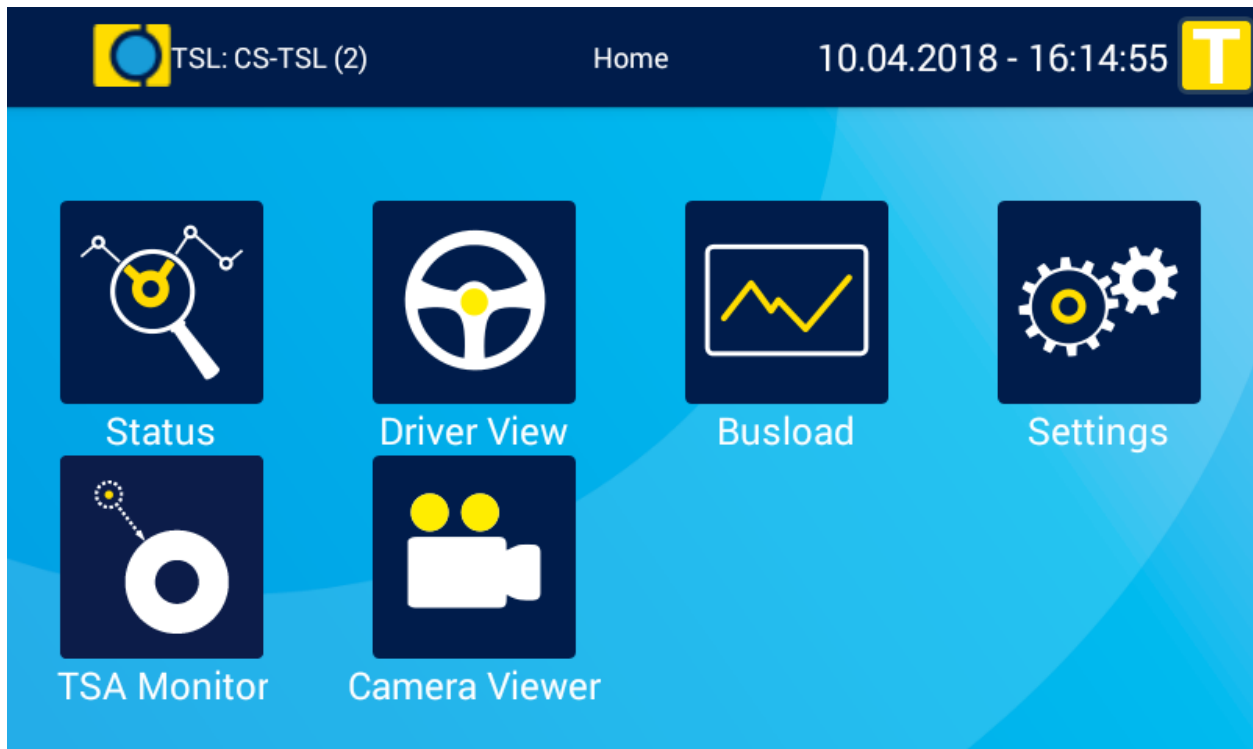 TSL: CS-TSL (2) Home 10.04.2018 - 16:14:55 T
Status Driver View Busload Settings
TSA Monitor Camera Viewer